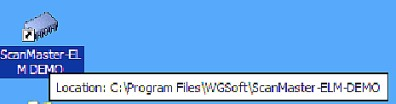 ScanMaster-EL
M DEMO
Location: C:\Program Files\WGSoft\ScanMaster-ELM-DEMO